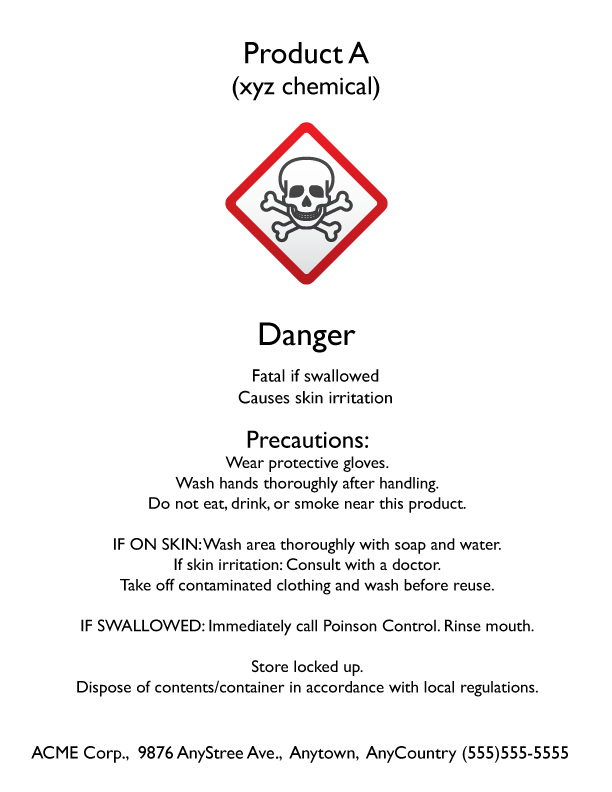 Product A
(xyz chemical)
Danger
Fatal if swallowed
Causes skin irritation
Precautions:
Wear protective gloves.
Wash hands thoroughly after handling.
Do not eat, drink, or smoke near this product.
IF ON SKIN: Wash area thoroughly with soap and water.
If skin irritation: Consult with a doctor.
Take off contaminated clothing and wash before reuse.
IF SWALLOWED: Immediately call Poinson Control. Rinse mouth.
Store locked up.
Dispose of contents/container in accordance with local regulations.
ACME Corp., 9876 AnyStree Ave., Anytown, AnyCountry (555)555-5555